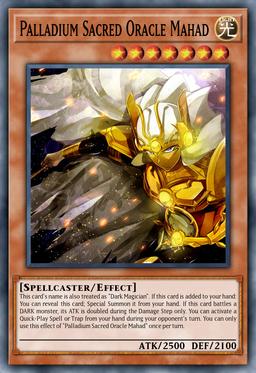 PALLADIUM SACRED ORACLE MAHAD
LIGHT
光
[SPELLCASTER/EFFECT]
This card's name is also treated as "Dark Magician". If this card is added to your hand:
You can reveal this card; Special Summon it from your hand. If this card battles a
DARK monster, its ATK is doubled during the Damage Step only. You can activate
a Quick-Play Spell or Trap from your hand during your opponent's turn. You can only
use this effect of "Palladium Sacred Oracle Mahad" once per turn.
ATK/2500 DEF/2100